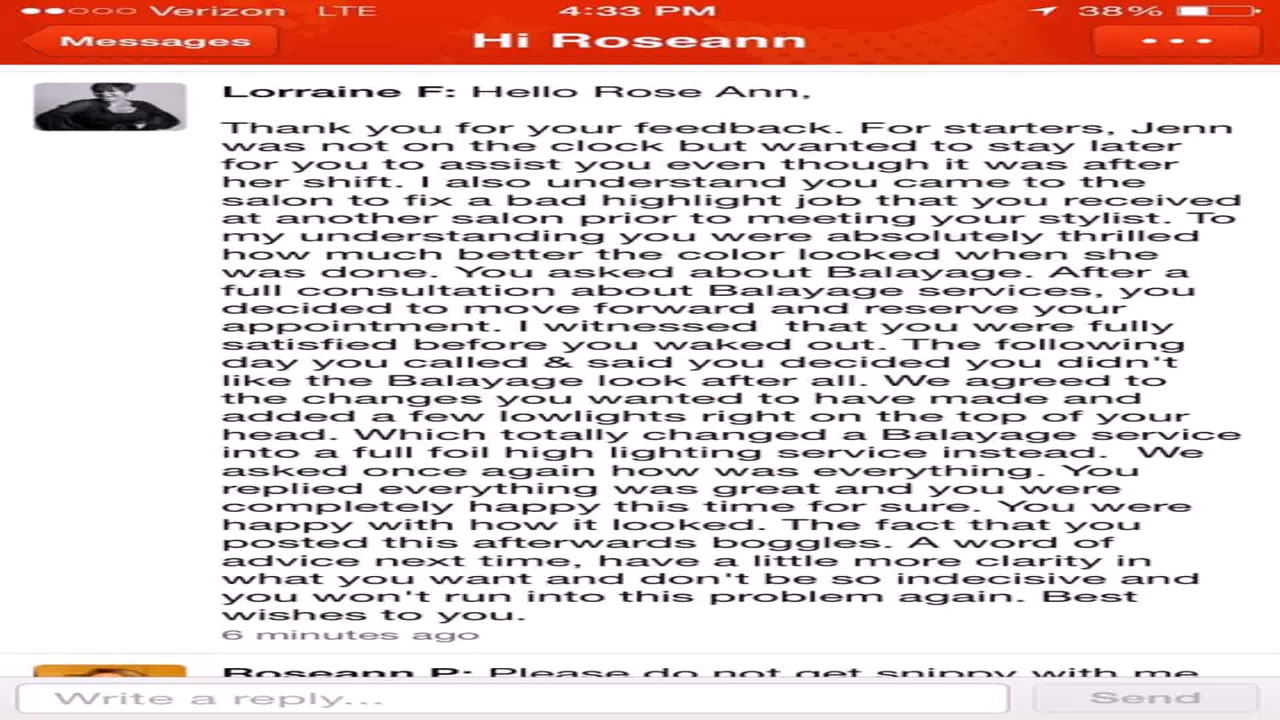 Verizon LTE 4:33 PM 38%
Messages Hi Roseann
Lorraine F: Hello Rose Ann,
Thank you for your feedback. For starters, Jenn
was not on the clock but wanted to stay later
for you to assist you even though it was after
her shift. I also understand you came to the
salon to fix a bad highlight job that you received
at another salon prior to meeting your stylist. To
my understanding you were absolutely thrilled
how much better the color looked when she
was done. You asked about Balayage. After a
full consultation about Balayage services, you
decided to move forward and reserve your
appointment. I witnessed that you were fully
satisfied before you waked out. The following
day you called & said you decided you didn't
like the Balayage look after all. We agreed to
the changes you wanted to have made and
added a few lowlights right on the top of your
head. Which totally changed a Balayage service
into a full foil high lighting service instead. We
asked once again how was everything. You
replied everything was great and you were
completely happy this time for sure. You were
happy with how it looked. The fact that you
posted this afterwards boggles. A word of
advice next time, have a little more clarity in
what you want and don't be so indecisive and
you won't run into this problem again. Best
wishes to you.
6 minutes ago
Roseann P: Please do not get snippy with me
Write a reply... Send